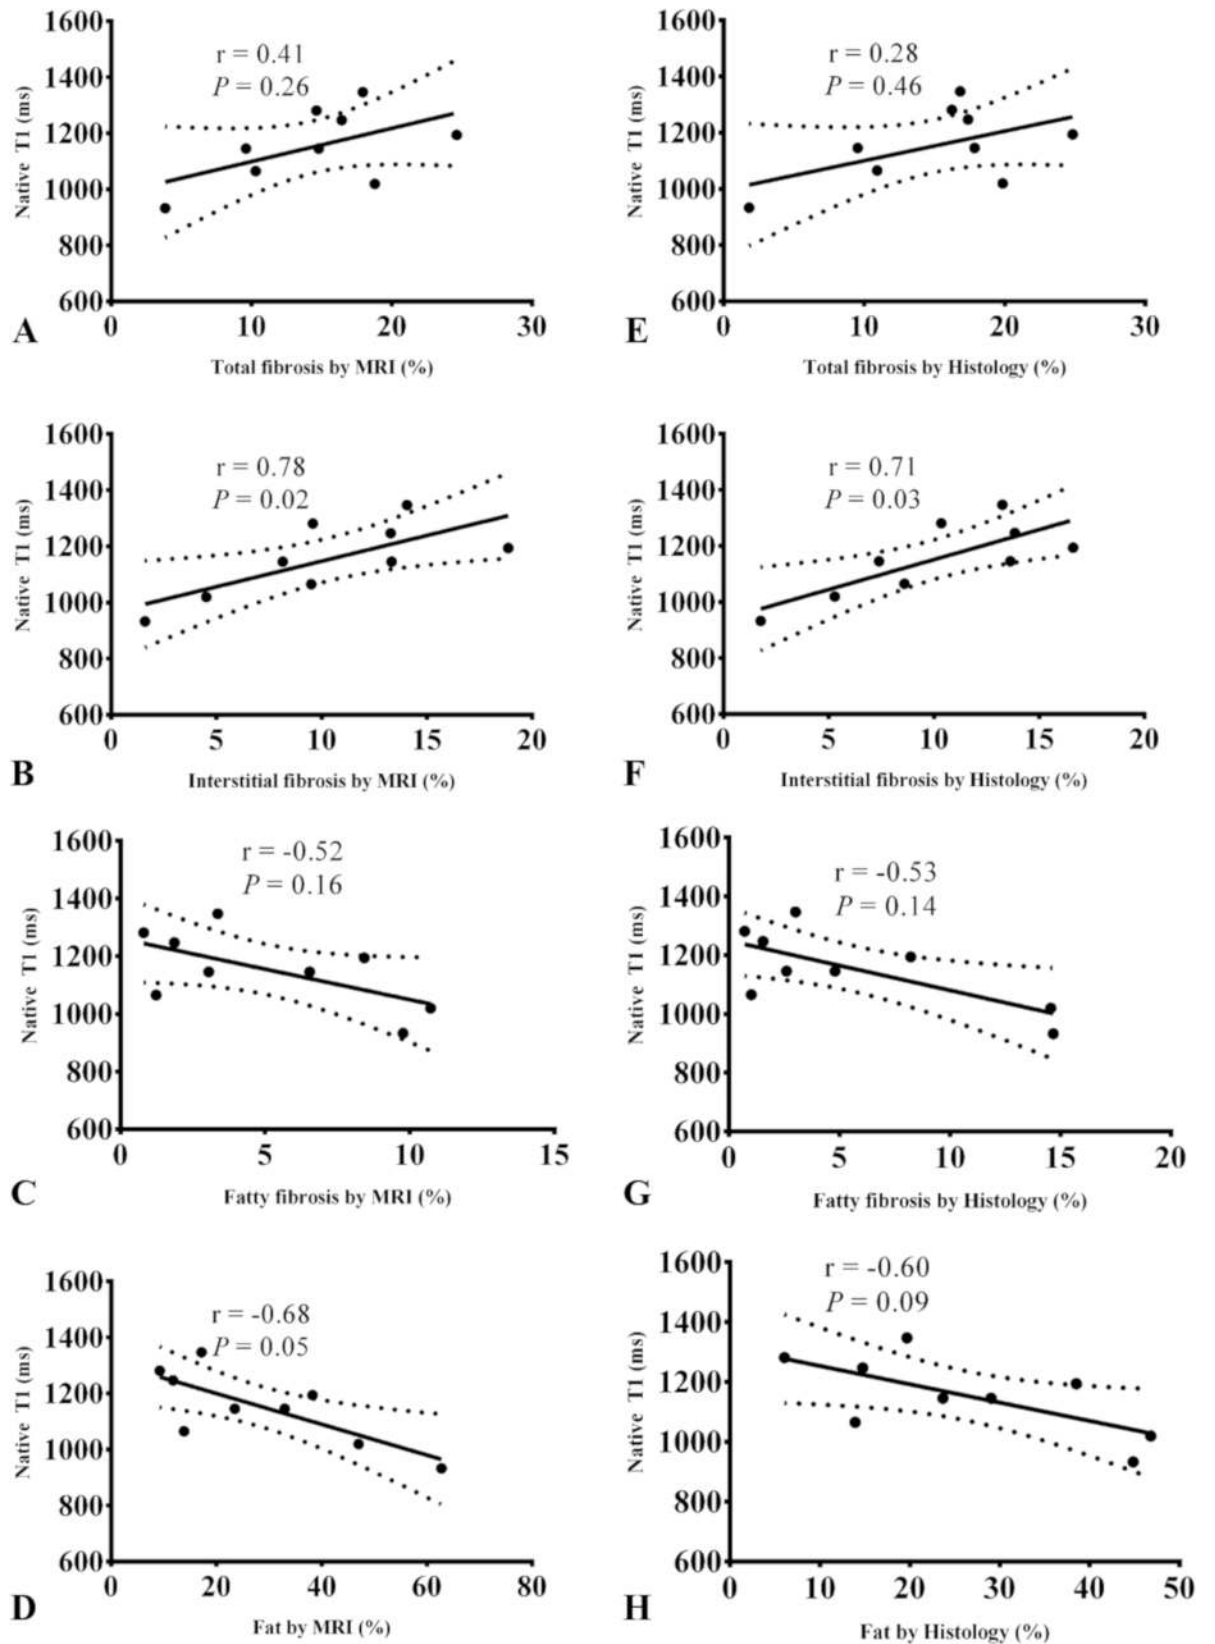 1600
1400
1200
1000
800
600
Native T1 (ms)
r = 0.41
P = 0.26
0 10 20 30
A
Total fibrosis by MRI (%)
1600
1400
1200
1000
800
600
Native T1 (ms)
r = 0.28
P = 0.46
0 10 20 30
E
Total fibrosis by Histology (%)
1600
1400
1200
1000
800
600
Native T1 (ms)
r = 0.78
P = 0.02
0 5 10 15 20
B
Interstitial fibrosis by MRI (%)
1600
1400
1200
1000
800
600
Native T1 (ms)
r = 0.71
P = 0.03
0 5 10 15 20
F
Interstitial fibrosis by Histology (%)
1600
1400
1200
1000
800
600
Native T1 (ms)
r = -0.52
P = 0.16
0 5 10 15
C
Fatty fibrosis by MRI (%)
1600
1400
1200
1000
800
600
Native T1 (ms)
r = -0.53
P = 0.14
0 5 10 15 20
G
Fatty fibrosis by Histology (%)
1600
1400
1200
1000
800
600
Native T1 (ms)
r = -0.68
P = 0.05
0 20 40 60 80
D
Fat by MRI (%)
1600
1400
1200
1000
800
600
Native T1 (ms)
r = -0.60
P = 0.09
0 10 20 30 40 50
H
Fat by Histology (%)